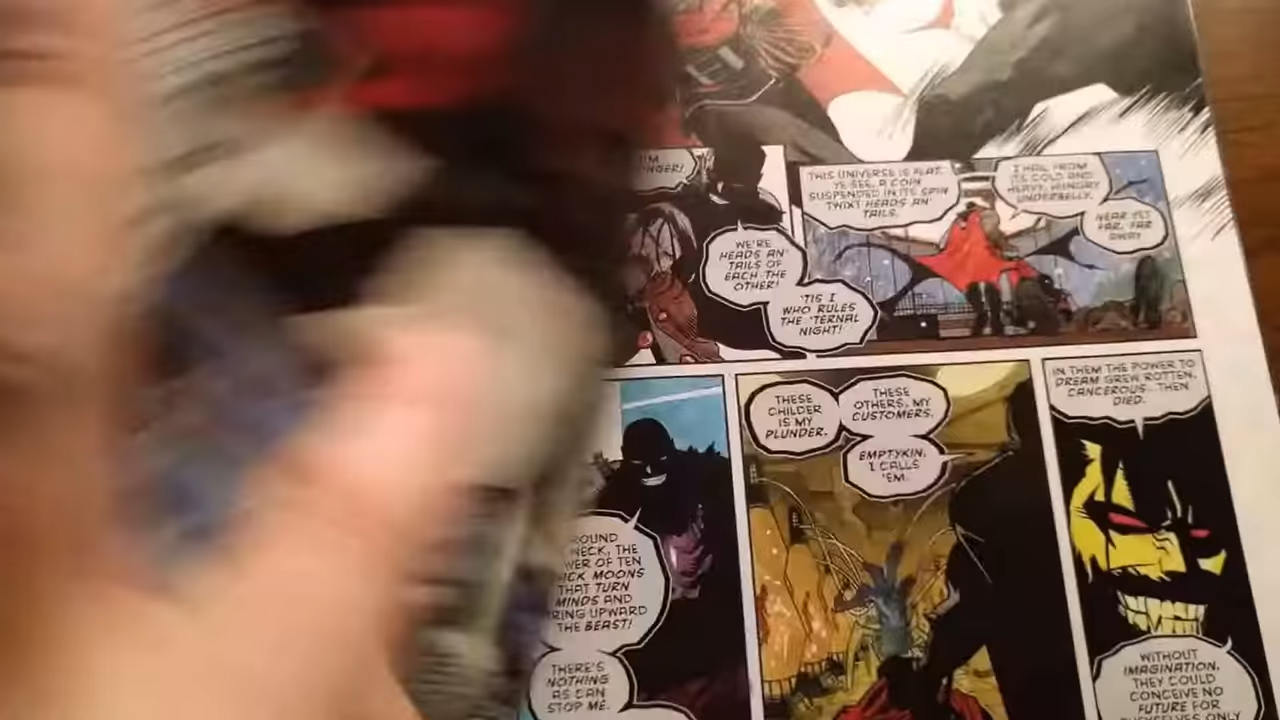 THIS UNIVERSE IS FLAT,
YE SEE. A COIN
SUSPENDED IN ITS SPIN
TWIXT HEADS AN'
TAILS.
I HAIL FROM
ITS COLD AND
HEAVY, HUNGRY
UNDERBELLY.
NEAR YET
FAR, FAR
AWAY.
WE'RE
HEADS AN'
TAILS OF
EACH THE
OTHER!
'TIS I
WHO RULES
THE 'TERNAL
NIGHT!
ROUND
NECK, THE
OF TEN
MOONS
THAT TURN
MINDS AND
BRING UPWARD
THE BEAST!
THERE'S
NOTHING
AS CAN
STOP ME.
THESE
CHILDER
IS MY
PLUNDER.
THESE
OTHERS, MY
CUSTOMERS.
EMPTYKIN,
I CALLS
'EM.
IN THEM THE POWER TO
DREAM GREW ROTTEN,
CANCEROUS. THEN
DIED.
WITHOUT
IMAGINATION,
THEY COULD
CONCEIVE NO
FUTURE FOR